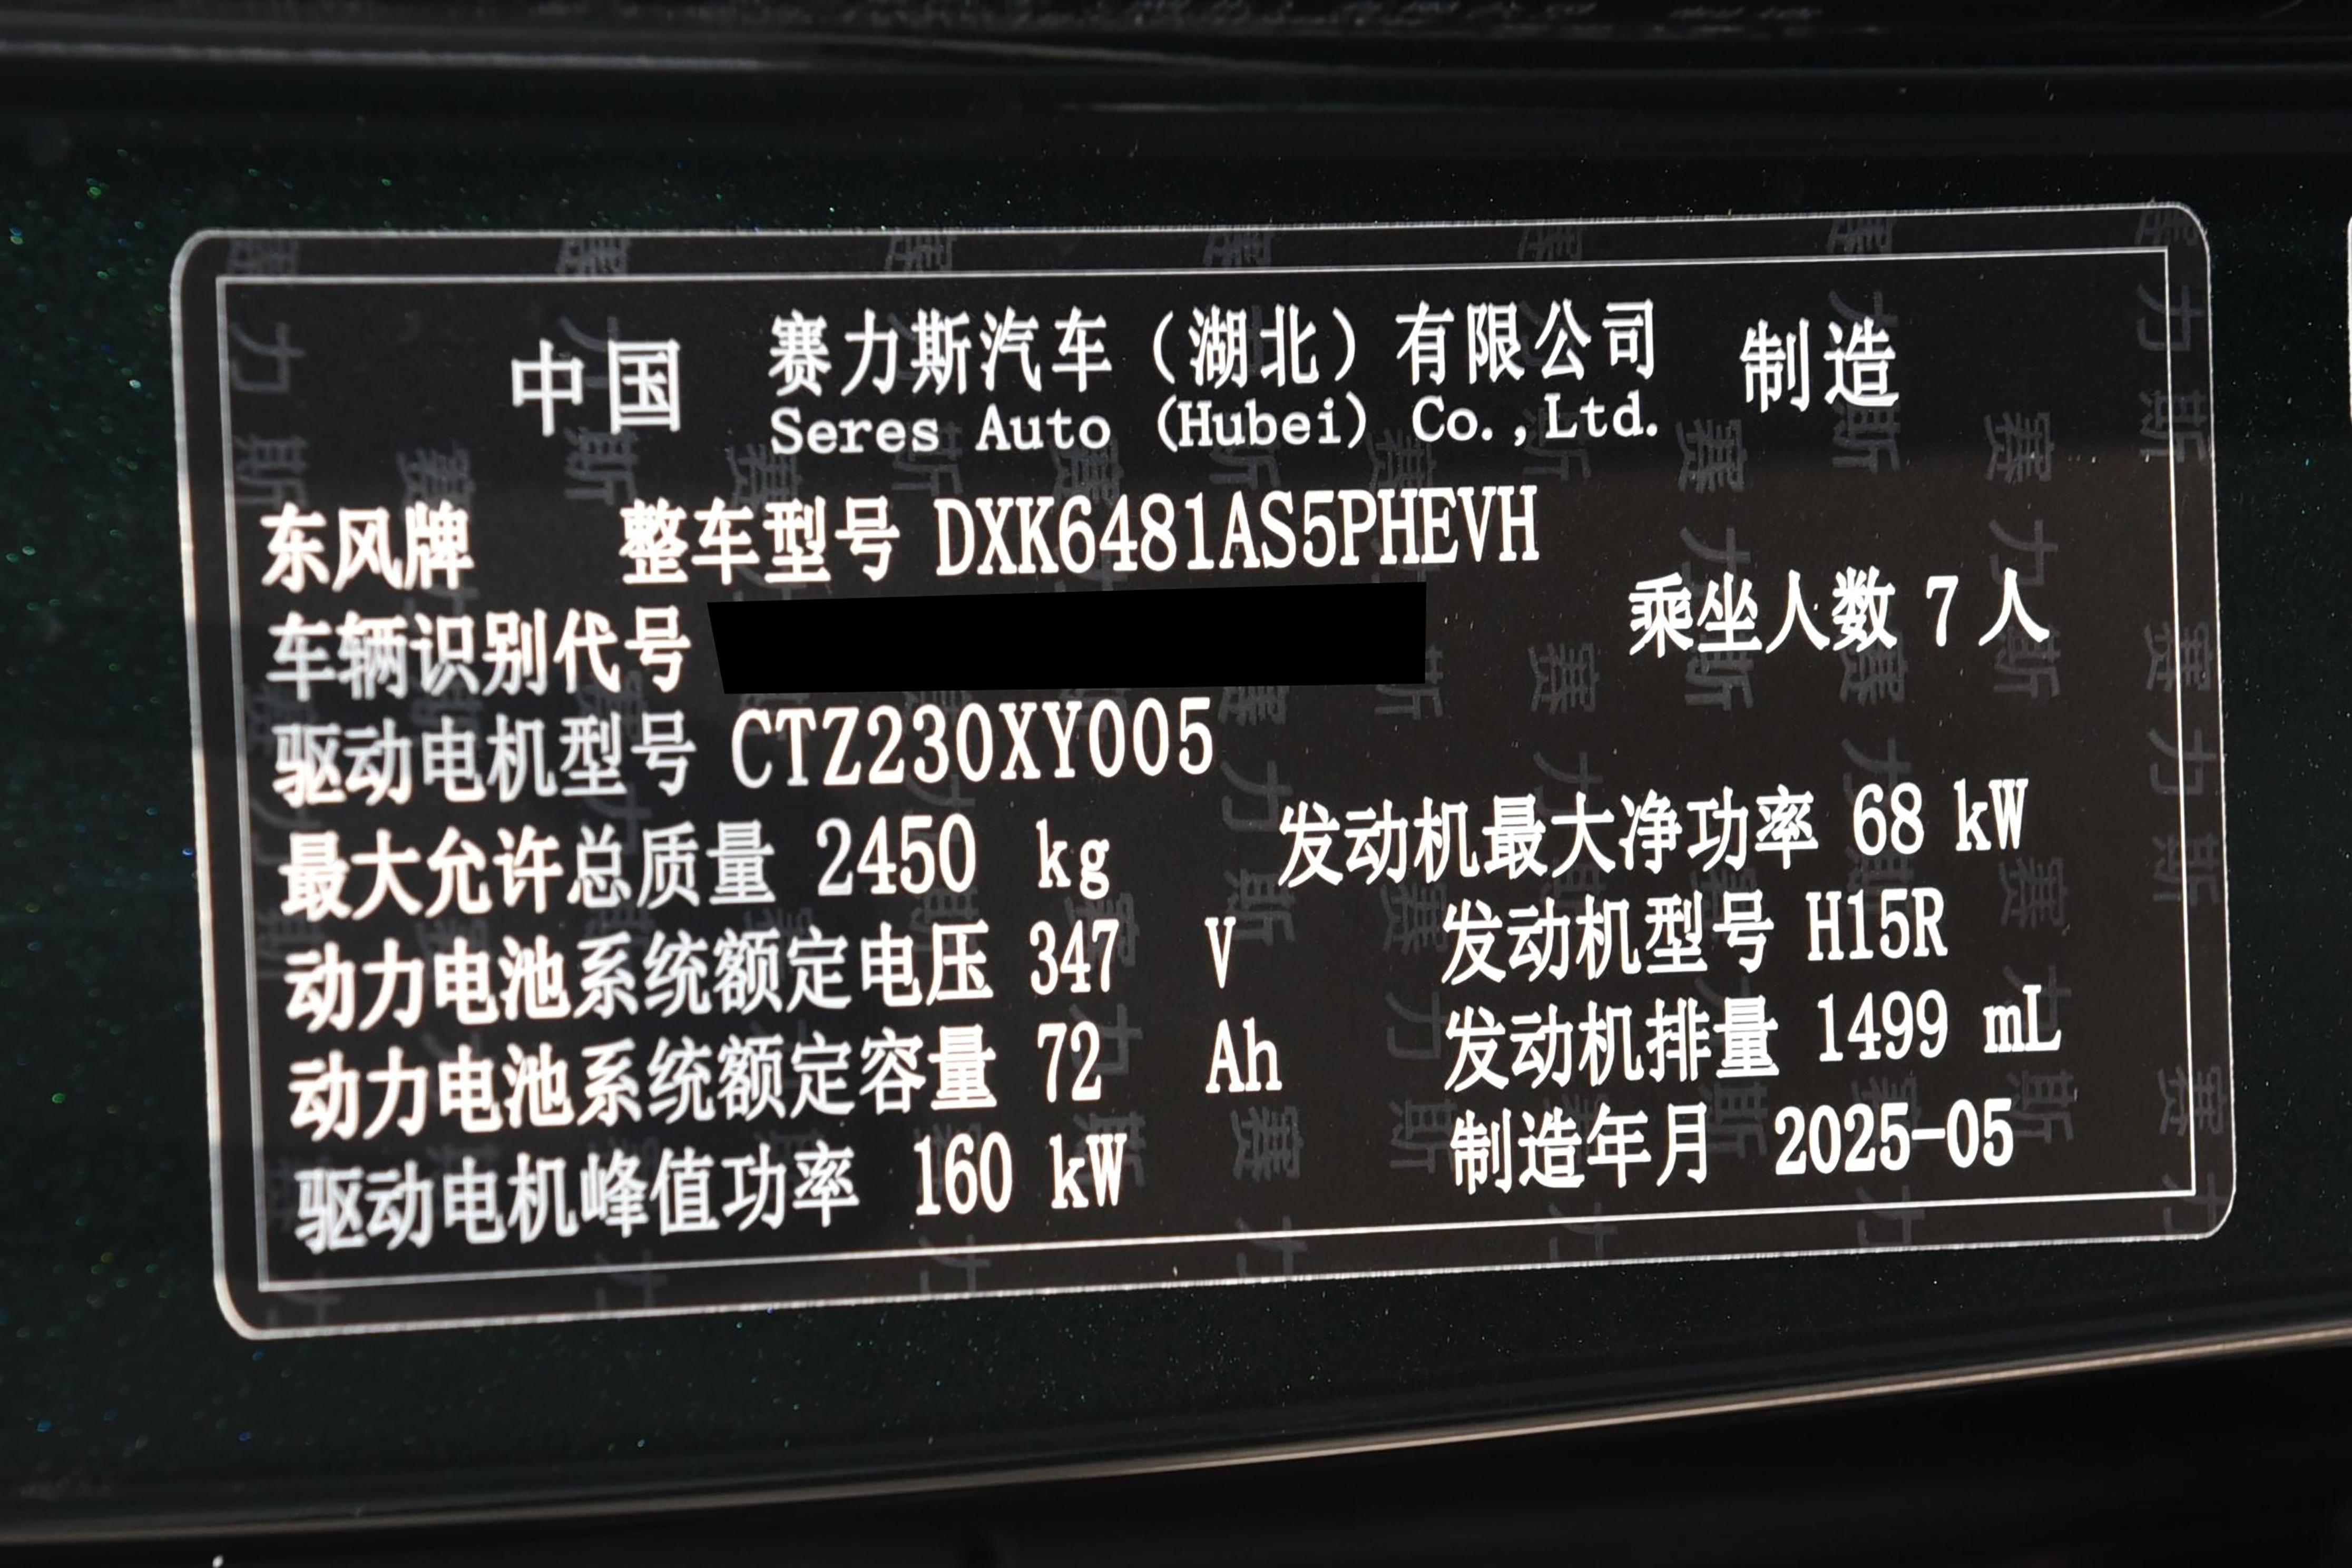 中国 赛力斯汽车（湖北）有限公司 制造
Seres Auto (Hubei) Co.,Ltd.
东风牌 整车型号 DXK6481AS5PHEVH
车辆识别代号 乘坐人数 7 人
驱动电机型号 CTZ230XY005
最大允许总质量 2450 kg 发动机最大净功率 68 kW
动力电池系统额定电压 347 V 发动机型号 H15R
动力电池系统额定容量 72 Ah 发动机排量 1499 mL
驱动电机峰值功率 160 kW 制造年月 2025-05